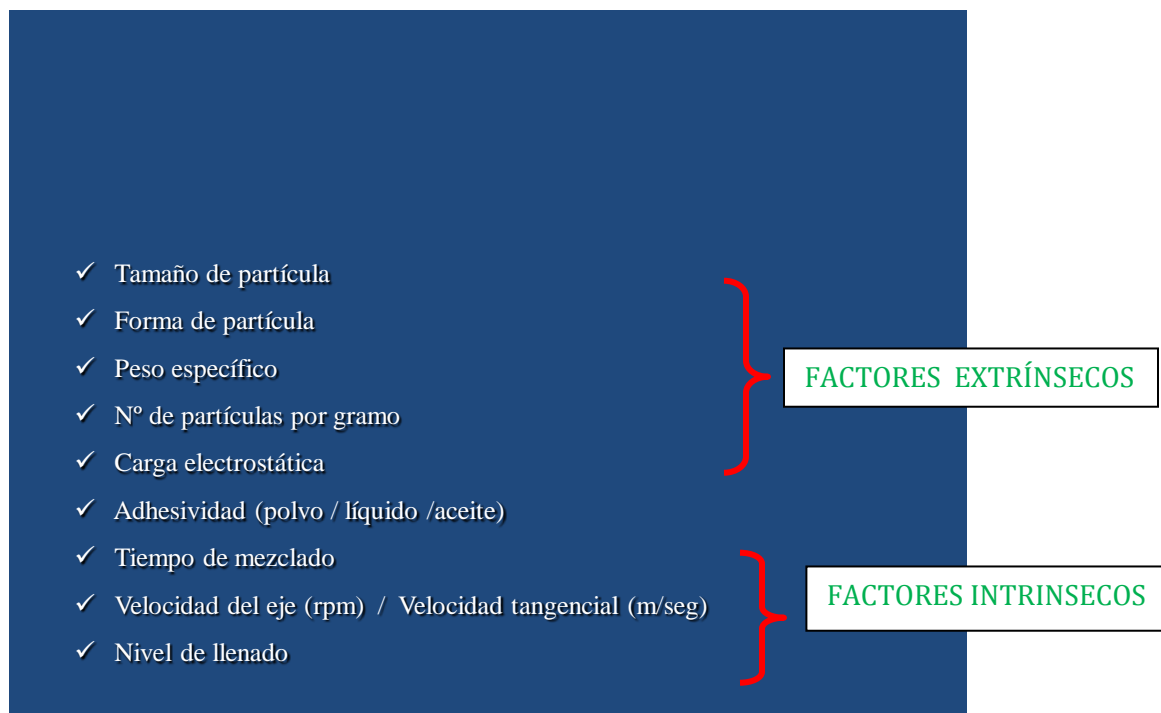 ✓ Tamaño de partícula
✓ Forma de partícula
✓ Peso específico
✓ Nº de partículas por gramo
✓ Carga electrostática
✓ Adhesividad (polvo / líquido /aceite)
✓ Tiempo de mezclado
✓ Velocidad del eje (rpm) / Velocidad tangencial (m/seg)
✓ Nivel de llenado
FACTORES EXTRÍNSECOS
FACTORES INTRINSECOS